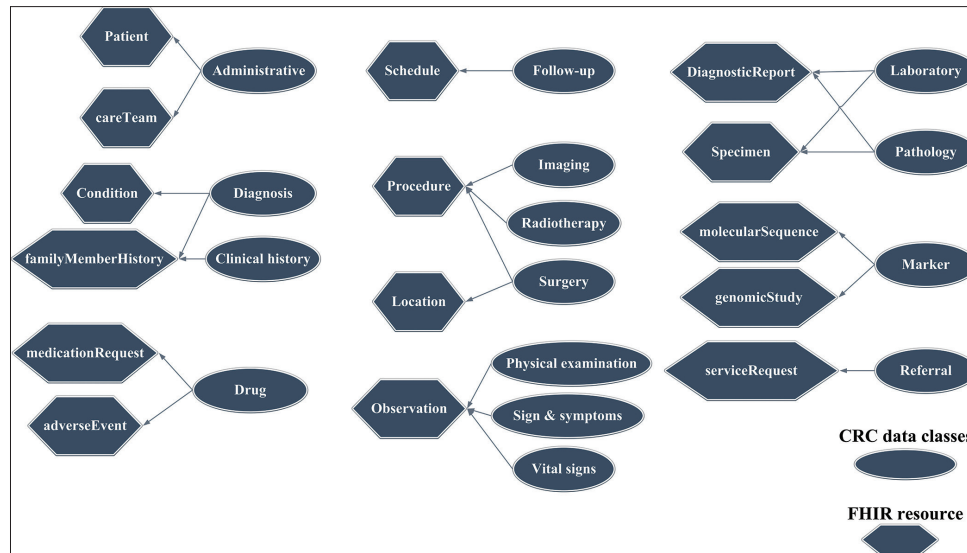 Patient
Administrative
careTeam
Condition
Diagnosis
familyMemberHistory
Clinical history
medicationRequest
Drug
adverseEvent
Schedule
Follow-up
Imaging
Procedure
Radiotherapy
Surgery
Location
Physical examination
Observation
Sign & symptoms
Vital signs
DiagnosticReport
Laboratory
Specimen
Pathology
molecularSequence
Marker
genomicStudy
serviceRequest
Referral
CRC data classes
FHIR resource